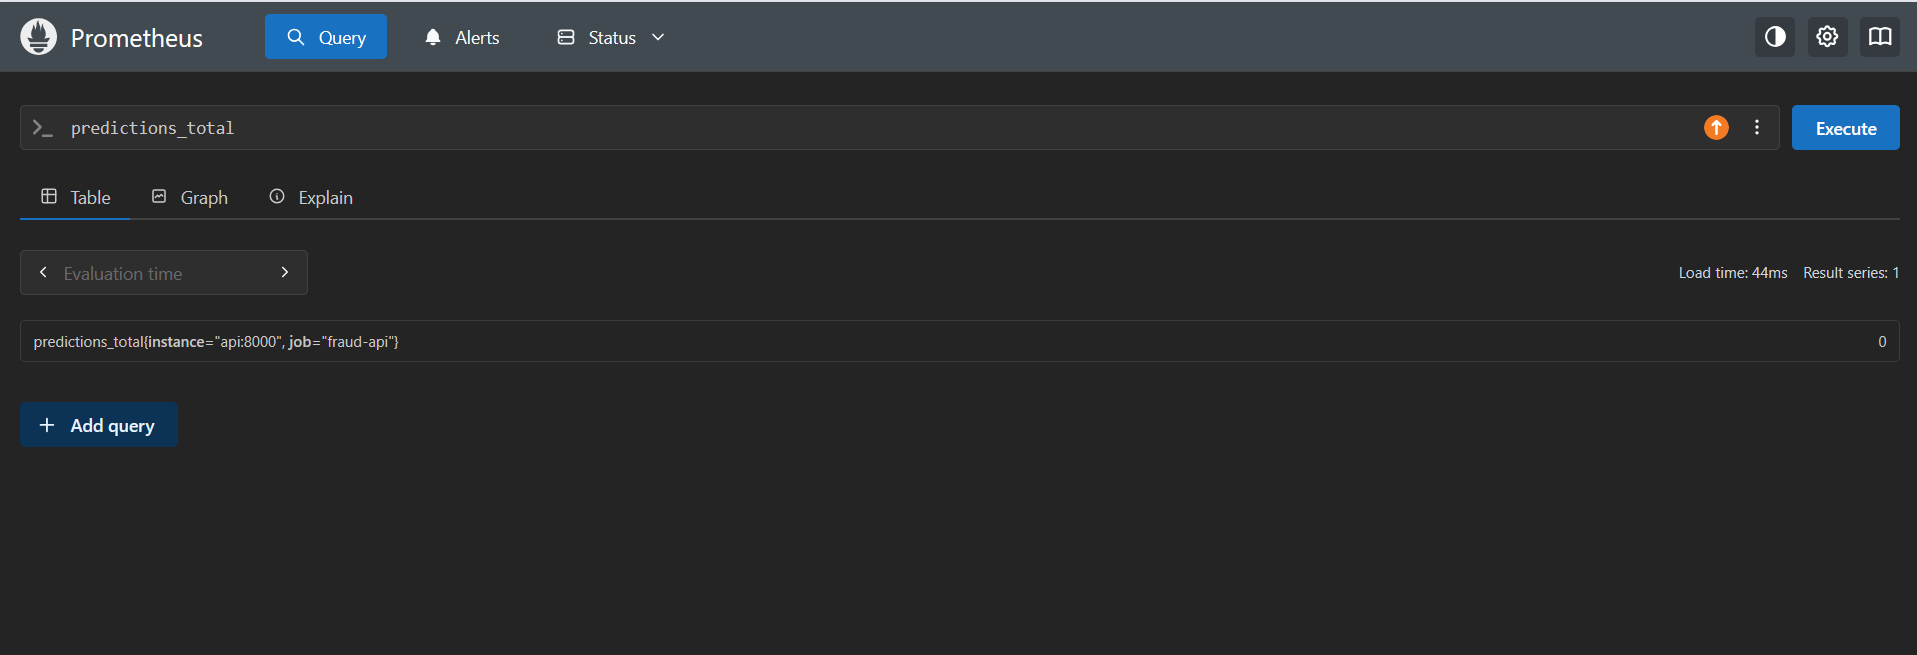 Prometheus Query Alerts Status
predictions_total Execute
Table Graph Explain
Evaluation time Load time: 44ms Result series: 1
predictions_total{instance="api:8000", job="fraud-api"} 0
Add query